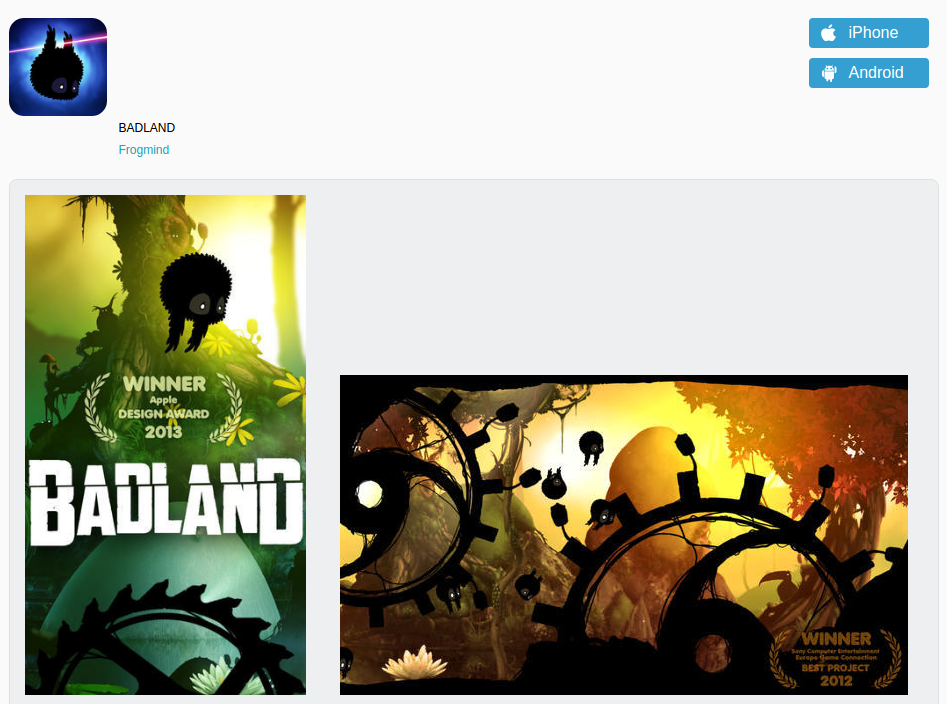 iPhone
Android
BADLAND
Frogmind
WINNER
Apple
DESIGN AWARD
2013
BADLAND
WINNER
Sony Computer Entertainment
Europe Game Connection
BEST PROJECT
2012